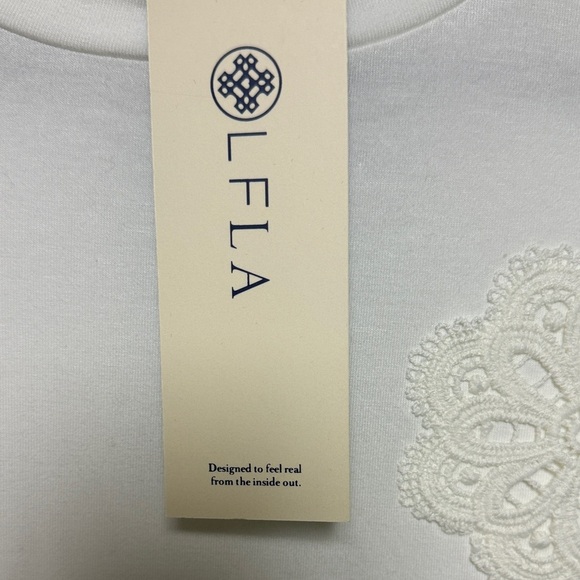 LFLA
Designed to feel real
from the inside out.